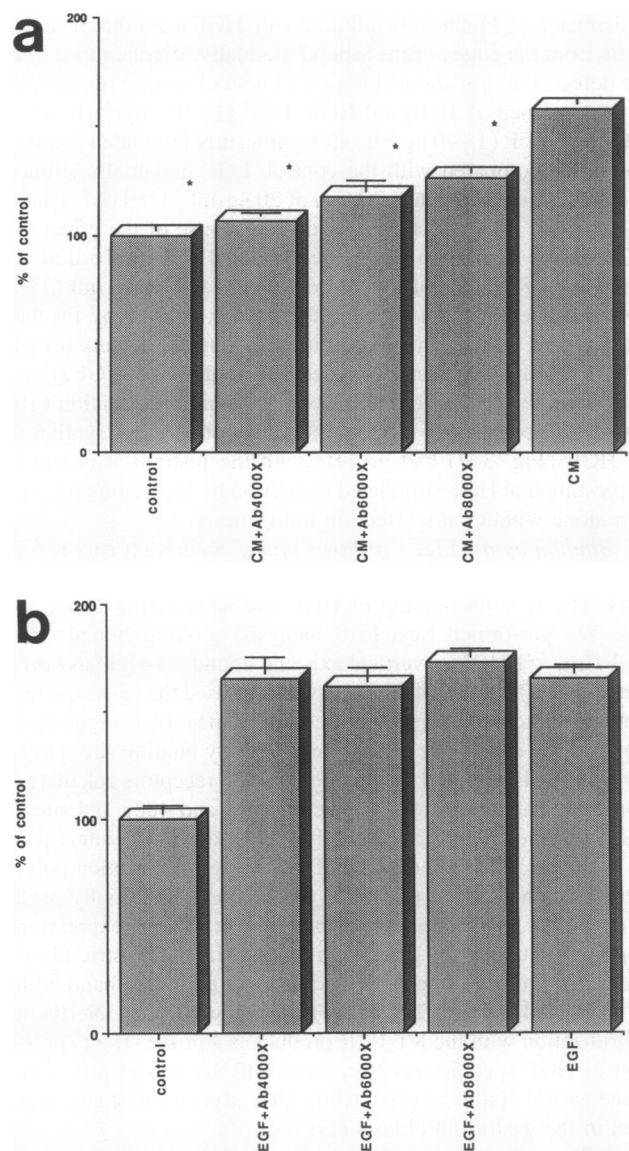 a
200
100
0
% of control
*
*
*
*
control
CM+Ab4000X
CM+Ab6000X
CM+Ab8000X
CM
b
200
100
0
% of control
control
EGF+Ab4000X
EGF+Ab6000X
EGF+Ab8000X
EGF